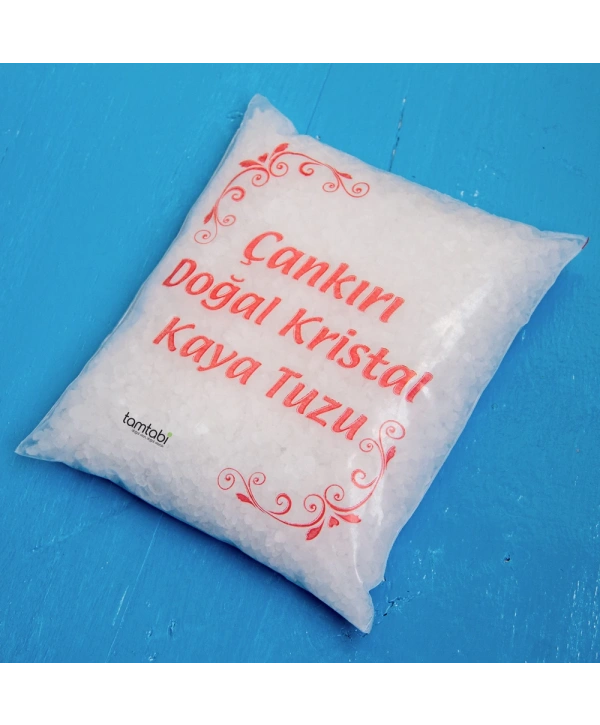 Çankırı
Doğal Kristal
Kaya Tuzu
tamtabi